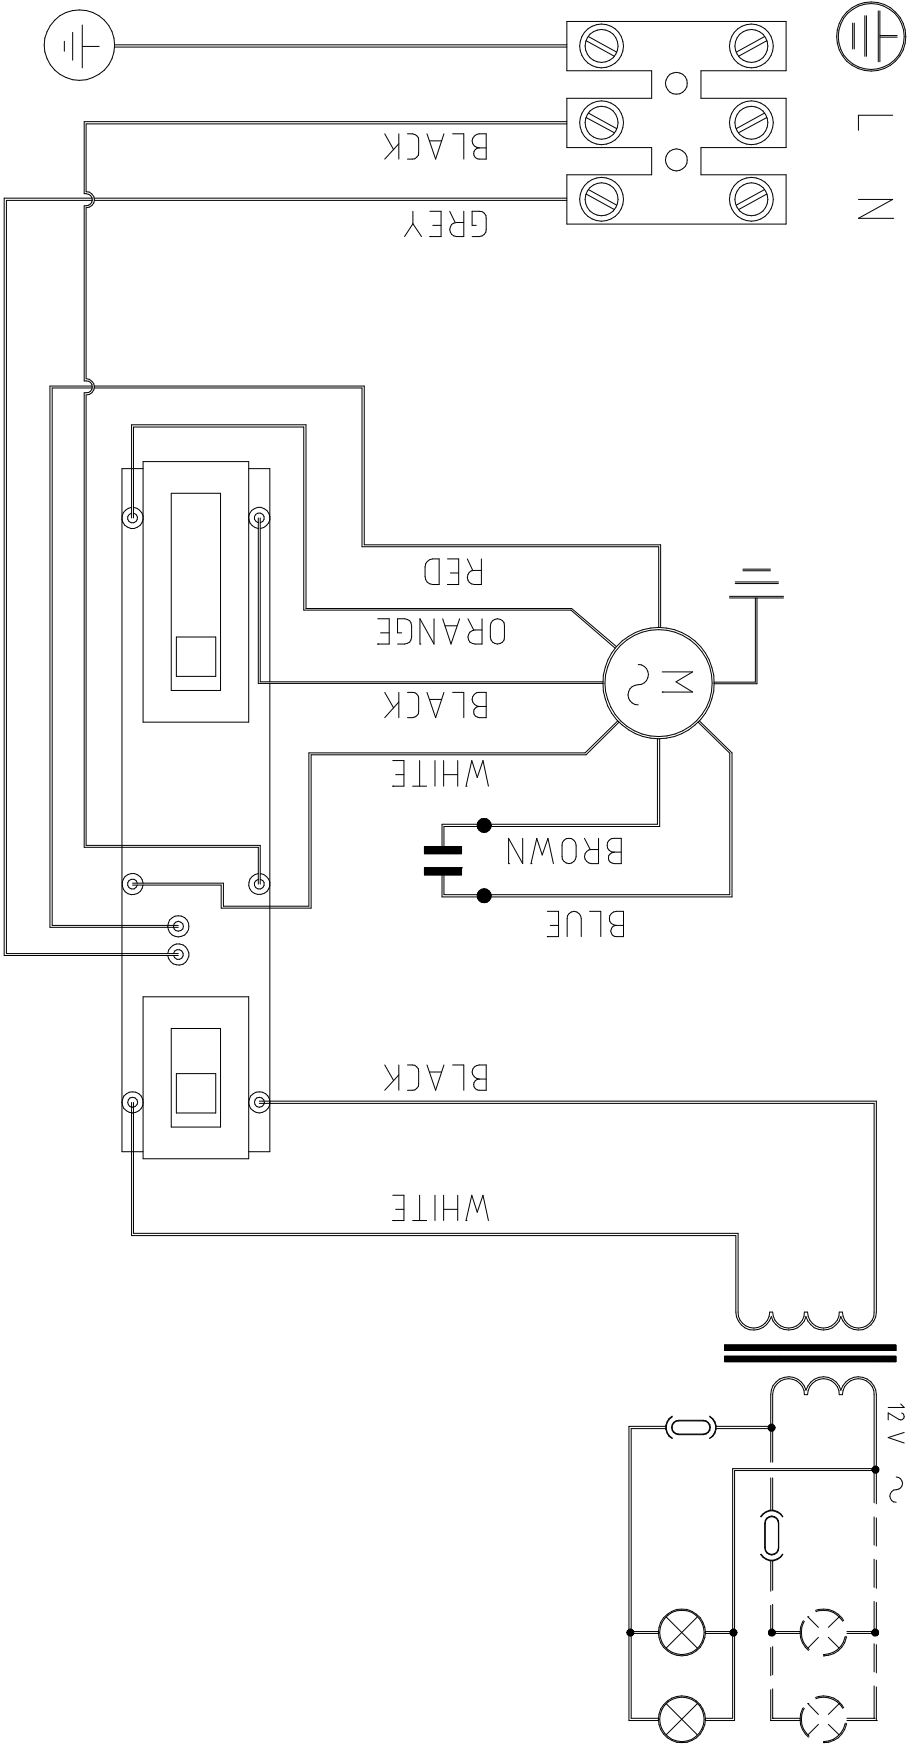 L
BLACK
N
GREY
RED
ORANGE
BLACK
M
WHITE
BROWN
BLUE
BLACK
WHITE
12 V ~